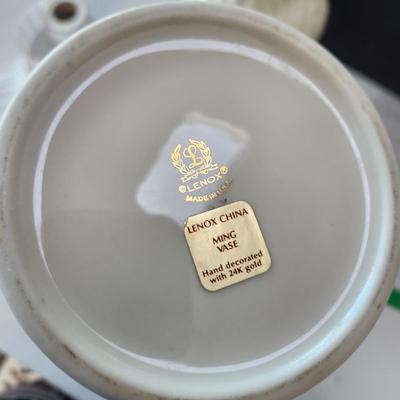 L
©LENOX®
MADE IN U.S.A.
LENOX CHINA
MING
VASE
Hand decorated
with 24K gold